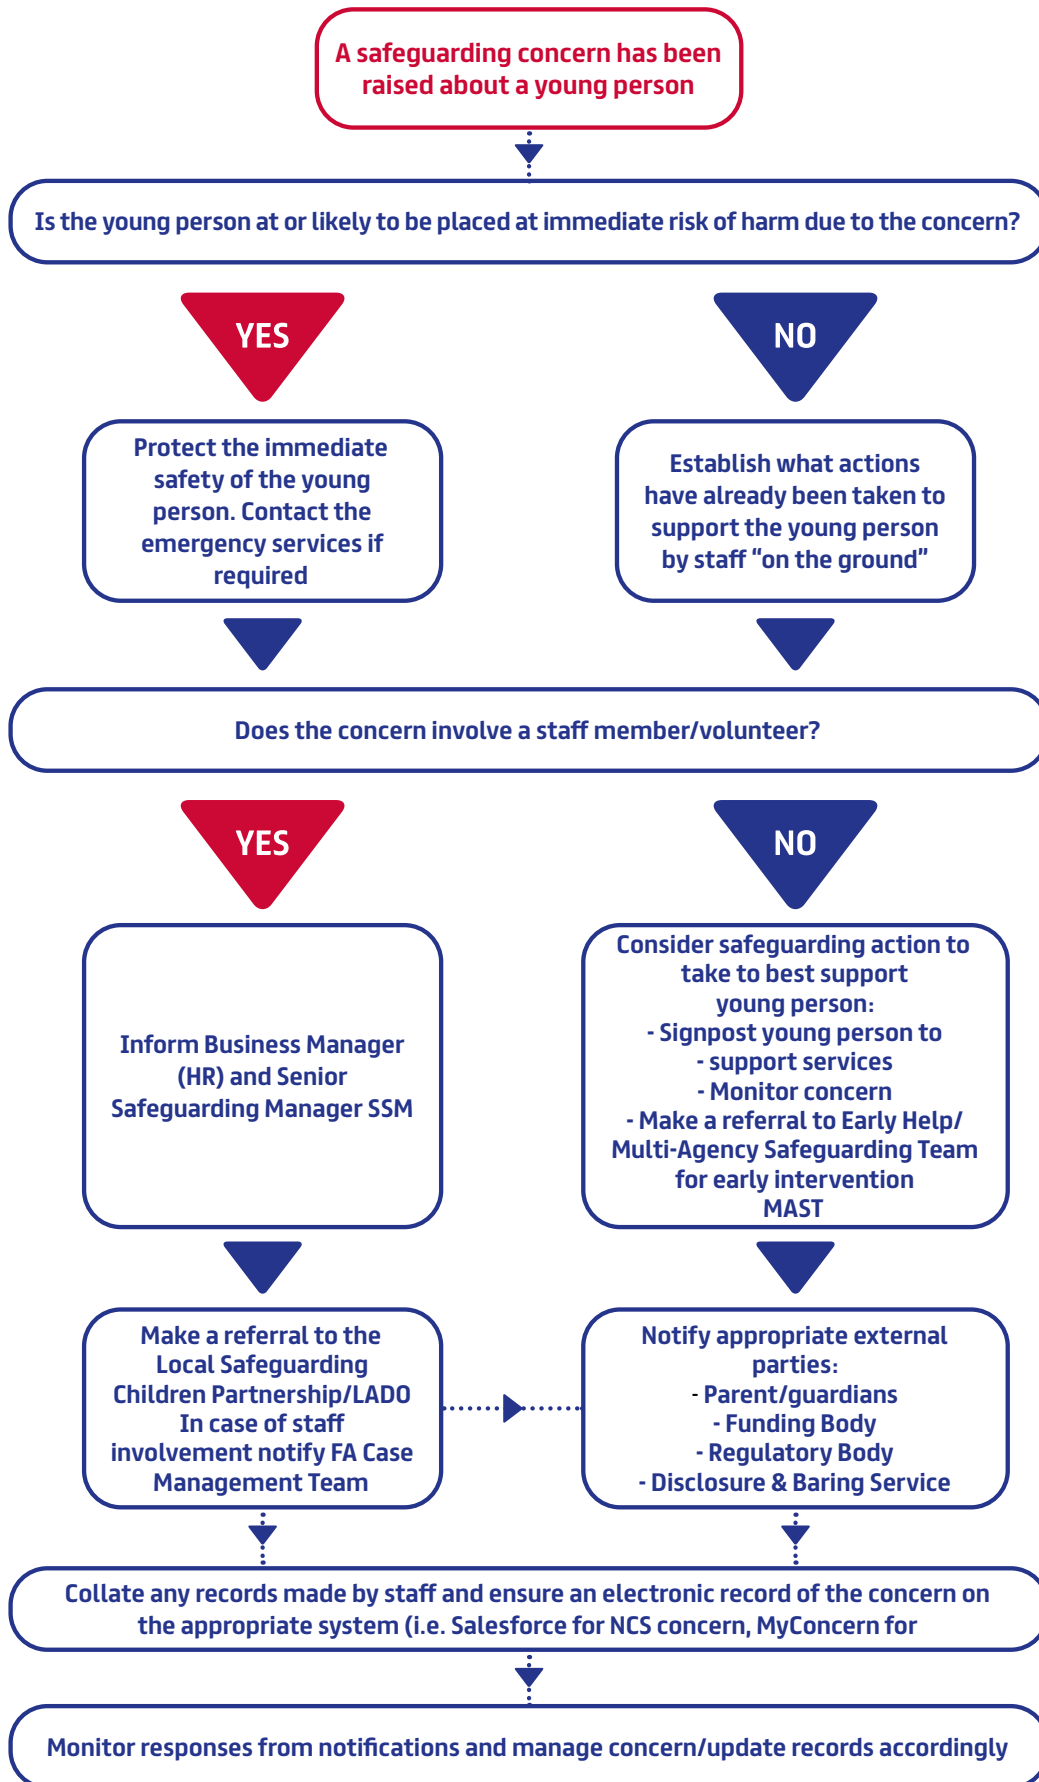 A safeguarding concern has been
raised about a young person
Is the young person at or likely to be placed at immediate risk of harm due to the concern?
YES
NO
Protect the immediate
safety of the young
person. Contact the
emergency services if
required
Establish what actions
have already been taken to
support the young person
by staff “on the ground”
Does the concern involve a staff member/volunteer?
YES
NO
Inform Business Manager
(HR) and Senior
Safeguarding Manager SSM
Consider safeguarding action to
take to best support
young person:
- Signpost young person to
- support services
- Monitor concern
- Make a referral to Early Help/
Multi-Agency Safeguarding Team
for early intervention
MAST
Make a referral to the
Local Safeguarding
Children Partnership/LADO
In case of staff
involvement notify FA Case
Management Team
Notify appropriate external
parties:
- Parent/guardians
- Funding Body
- Regulatory Body
- Disclosure & Baring Service
Collate any records made by staff and ensure an electronic record of the concern on
the appropriate system (i.e. Salesforce for NCS concern, MyConcern for
Monitor responses from notifications and manage concern/update records accordingly